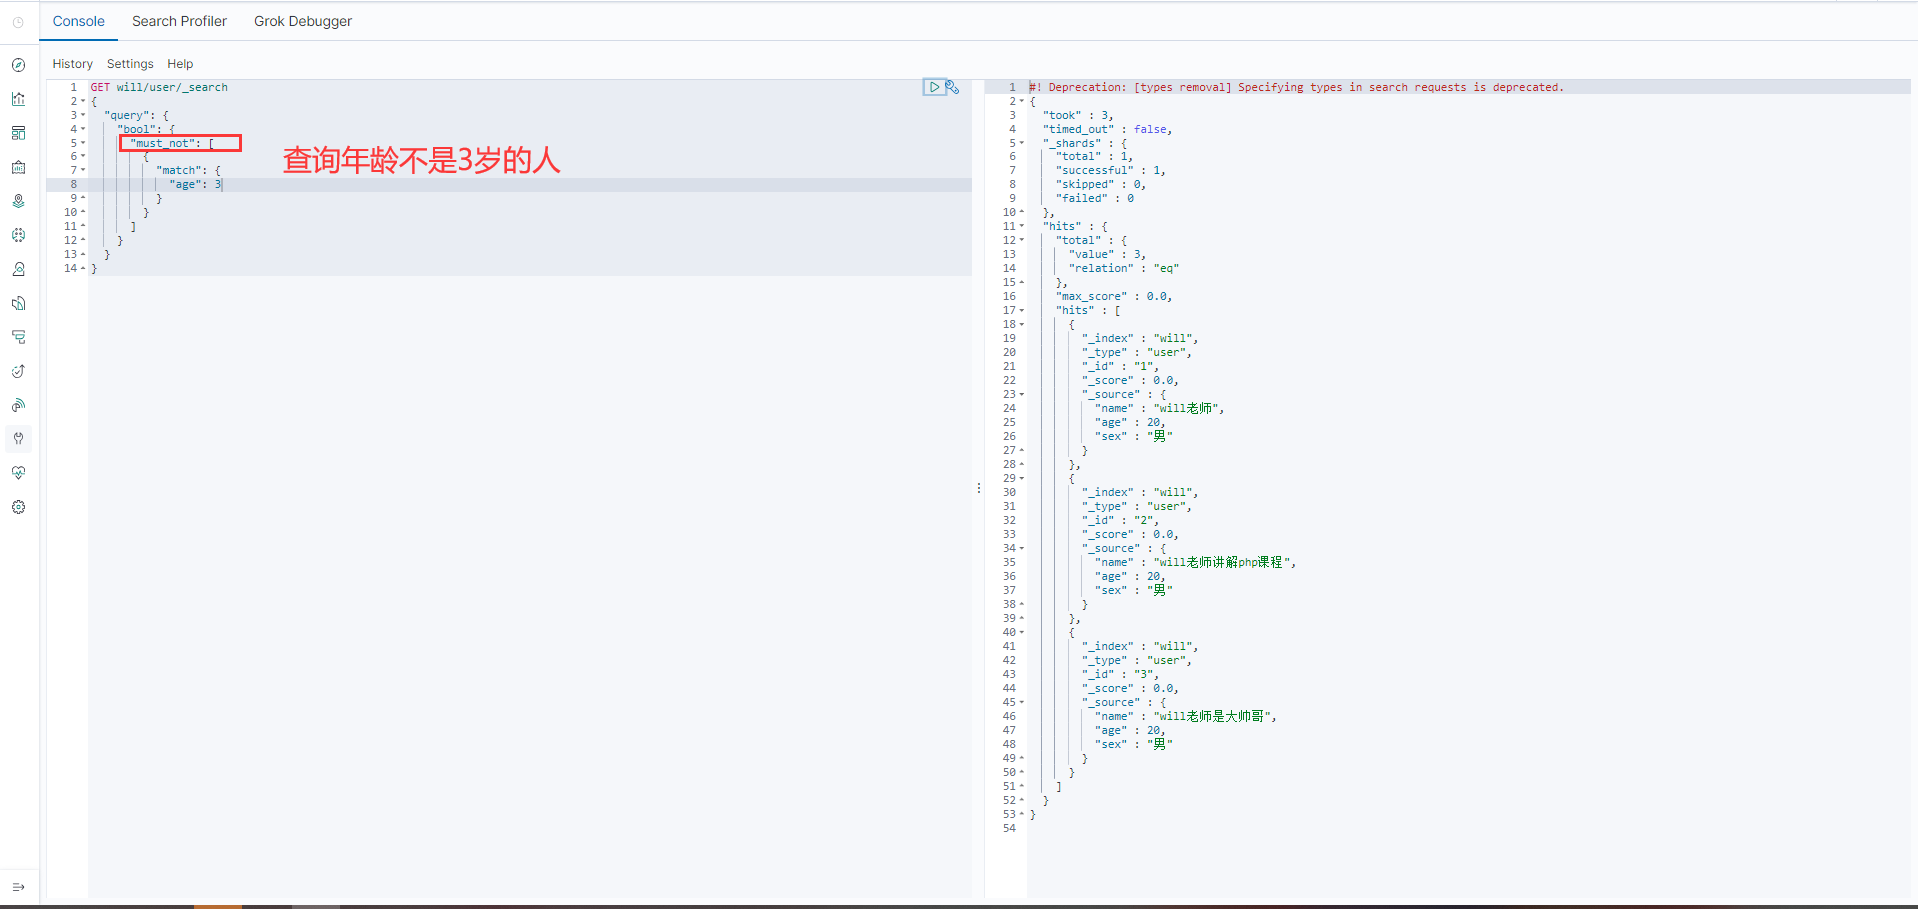 Console Search Profiler Grok Debugger
History Settings Help
1 GET will/user/_search
2 {
3 "query": {
4 "bool": {
5 "must_not": [
6 {
7 "match": {
8 "age": 3
9 }
10 }
11 ]
12 }
13 }
14 }
查询年龄不是3岁的人
1 #! Deprecation: [types removal] Specifying types in search requests is deprecated.
2 {
3 "took" : 3,
4 "timed_out" : false,
5 "_shards" : {
6 "total" : 1,
7 "successful" : 1,
8 "skipped" : 0,
9 "failed" : 0
10 },
11 "hits" : {
12 "total" : {
13 "value" : 3,
14 "relation" : "eq"
15 },
16 "max_score" : 0.0,
17 "hits" : [
18 {
19 "_index" : "will",
20 "_type" : "user",
21 "_id" : "1",
22 "_score" : 0.0,
23 "_source" : {
24 "name" : "will老师",
25 "age" : 20,
26 "sex" : "男"
27 }
28 },
29 {
30 "_index" : "will",
31 "_type" : "user",
32 "_id" : "2",
33 "_score" : 0.0,
34 "_source" : {
35 "name" : "will老师讲解php课程",
36 "age" : 20,
37 "sex" : "男"
38 }
39 },
40 {
41 "_index" : "will",
42 "_type" : "user",
43 "_id" : "3",
44 "_score" : 0.0,
45 "_source" : {
46 "name" : "will老师是大帅哥",
47 "age" : 20,
48 "sex" : "男"
49 }
50 }
51 ]
52 }
53 }
54